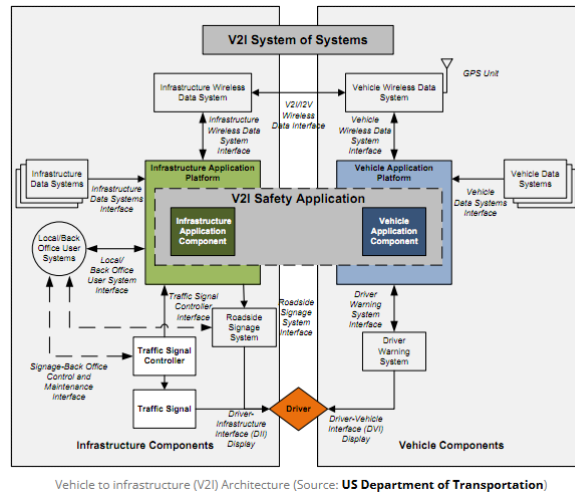 V2I System of Systems
GPS Unit
Infrastructure Wireless
Data System
V2I/I2V
Wireless
Data Interface
Vehicle Wireless Data
System
Infrastructure
Wireless Data
System
Interface
Vehicle
Wireless Data
System
Interface
Infrastructure
Data Systems
Infrastructure
Data Systems
Interface
Infrastructure Application
Platform
Vehicle Application
Platform
Vehicle Data
Systems
Vehicle
Data Systems
Interface
V2I Safety Application
Infrastructure
Application
Component
Vehicle
Application
Component
Local/Back
Office User
Systems
Local/
Back Office
User System
Interface
Traffic Signal
Controller
Interface
Roadside
Signage
System
Roadside
Signage System
Interface
Driver
Warning
System
Interface
Driver
Warning
System
Signage-Back Office
Control and
Maintenance
Interface
Traffic Signal
Controller
Traffic Signal
Driver
Driver-
Infrastructure
Interface (DII)
Display
Driver-Vehicle
Interface (DVI)
Display
Infrastructure Components
Vehicle Components
Vehicle to infrastructure (V2I) Architecture (Source: US Department of Transportation)